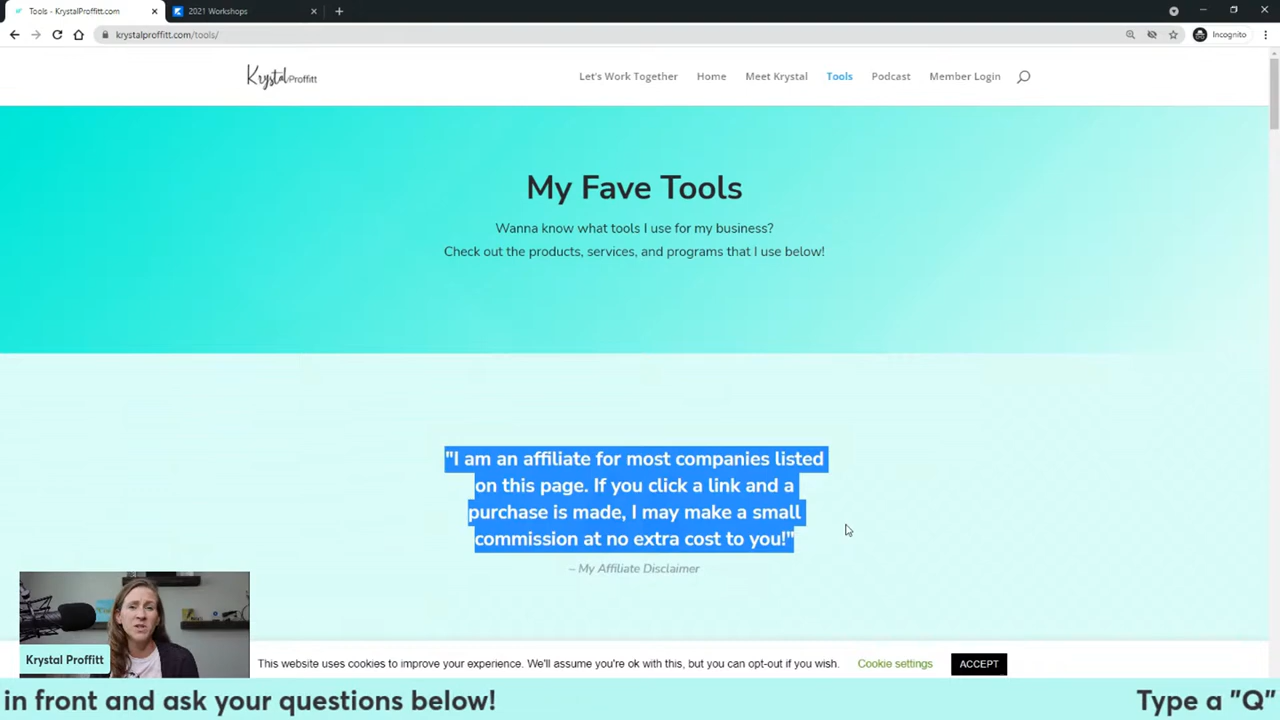 Tools - KrystalProffitt.com
2021 Workshops
krystalproffitt.com/tools/
Incognito
Krystal Proffitt
Let's Work Together
Home
Meet Krystal
Tools
Podcast
Member Login
My Fave Tools
Wanna know what tools I use for my business?
Check out the products, services, and programs that I use below!
"I am an affiliate for most companies listed
on this page. If you click a link and a
purchase is made, I may make a small
commission at no extra cost to you!"
– My Affiliate Disclaimer
Krystal Proffitt
This website uses cookies to improve your experience. We'll assume you're ok with this, but you can opt-out if you wish.
Cookie settings
ACCEPT
in front and ask your questions below!
Type a "Q"